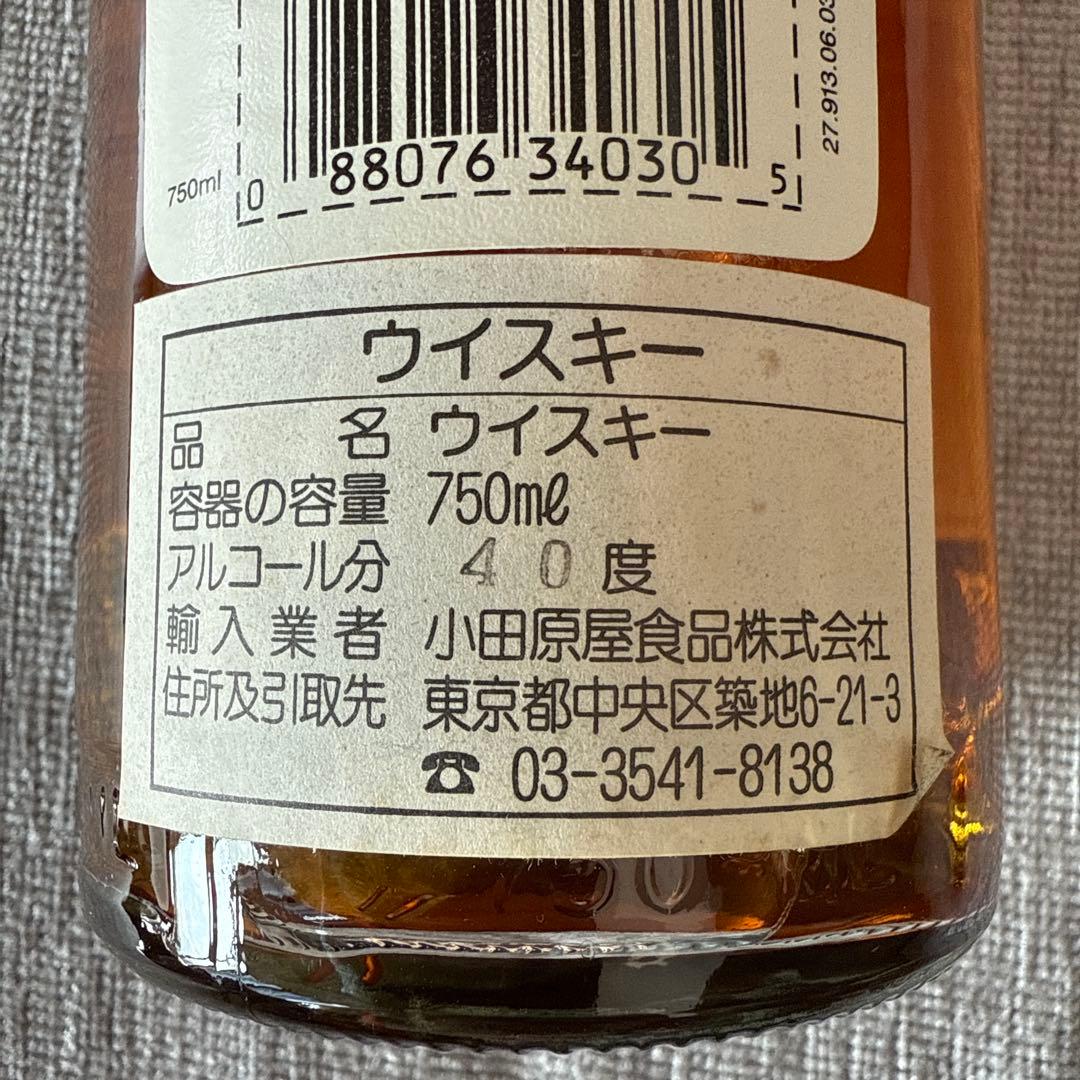 27.913.06.03
750ml
0 88076 34030 5
ウイスキー
品名 ウイスキー
容器の容量 750mℓ
アルコール分 40度
輸入業者 小田原屋食品株式会社
住所及引取先 東京都中央区築地6-21-3
☎ 03-3541-8138